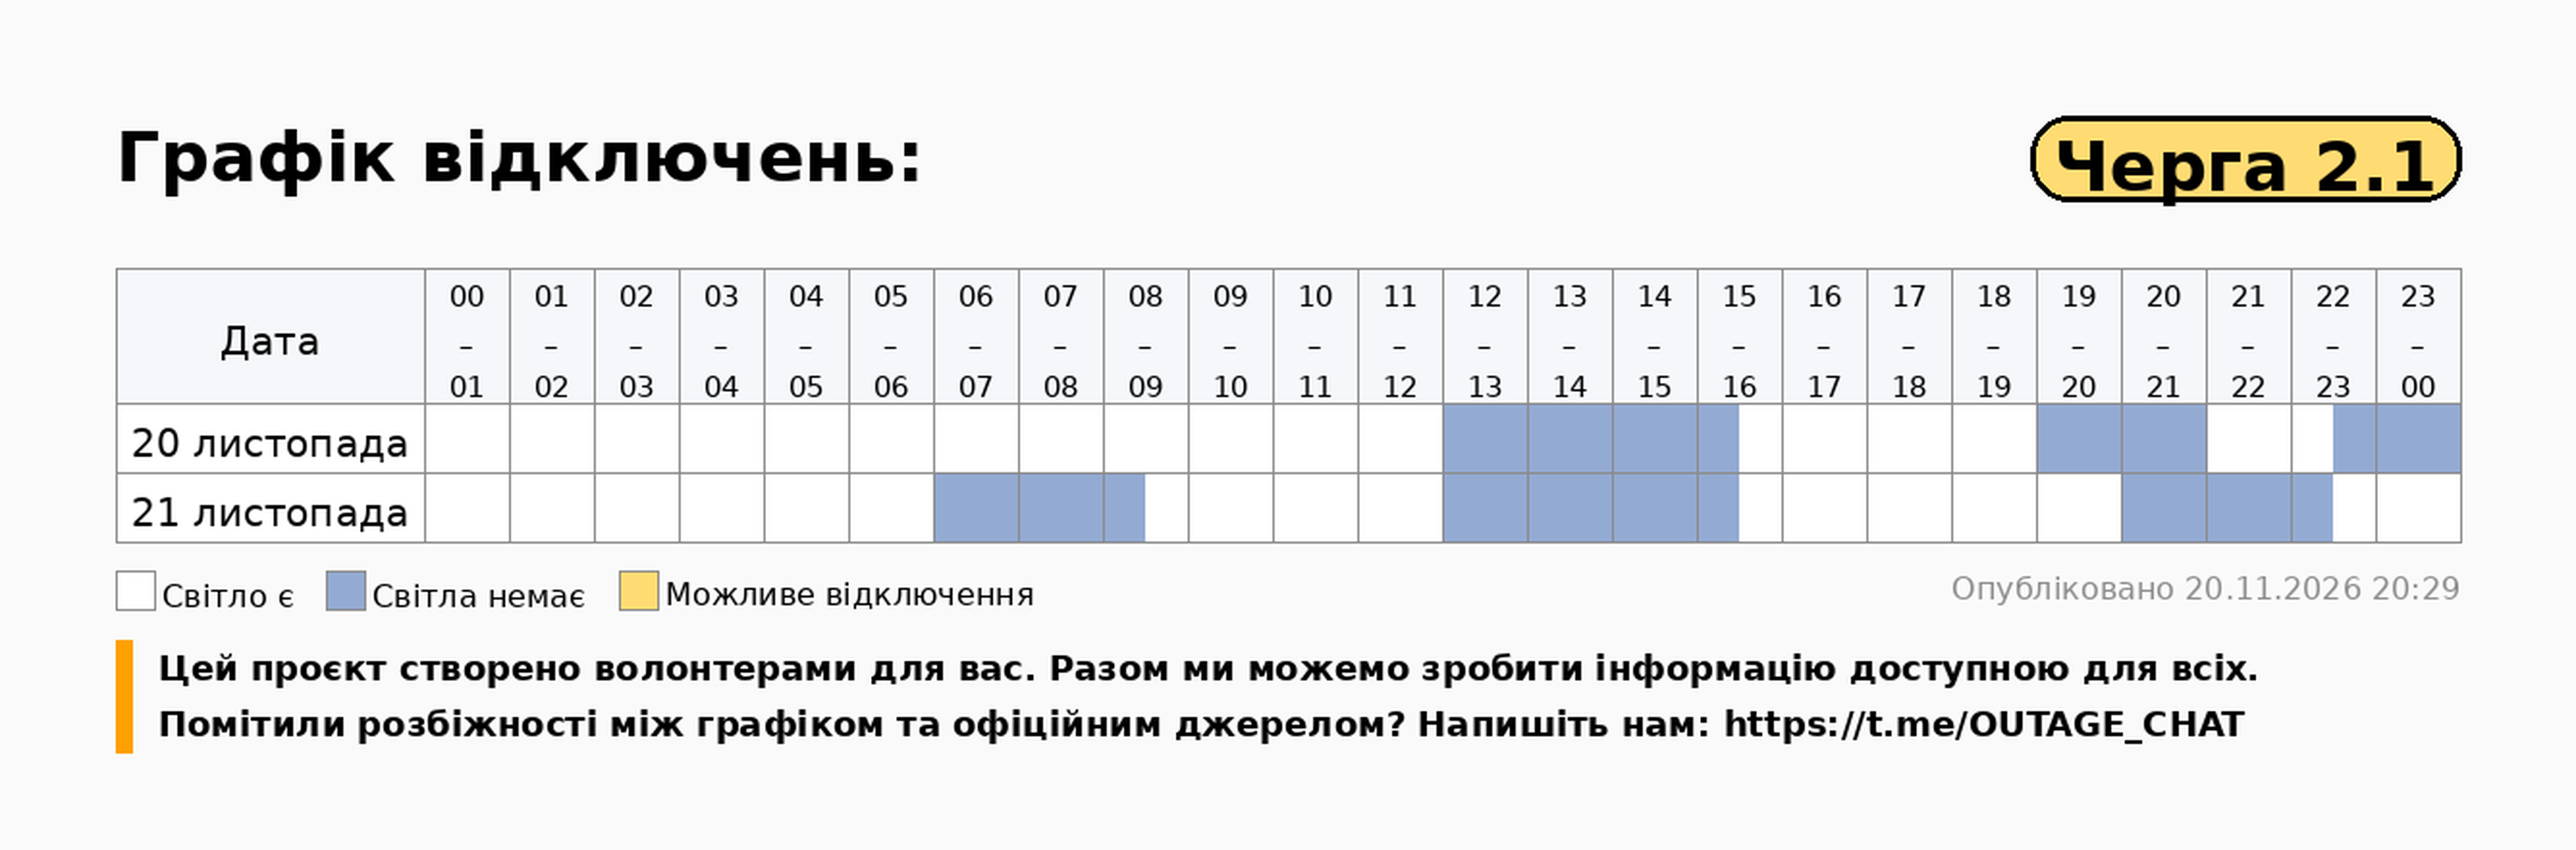 Графік відключень:
Черга 2.1
Дата 00 – 01 01 – 02 02 – 03 03 – 04 04 – 05 05 – 06 06 – 07 07 – 08 08 – 09 09 – 10 10 – 11 11 – 12 12 – 13 13 – 14 14 – 15 15 – 16 16 – 17 17 – 18 18 – 19 19 – 20 20 – 21 21 – 22 22 – 23 23 – 00
20 листопада
21 листопада
Світло є Світла немає Можливе відключення
Опубліковано 20.11.2026 20:29
Цей проєкт створено волонтерами для вас. Разом ми можемо зробити інформацію доступною для всіх.
Помітили розбіжності між графіком та офіційним джерелом? Напишіть нам: https://t.me/OUTAGE_CHAT